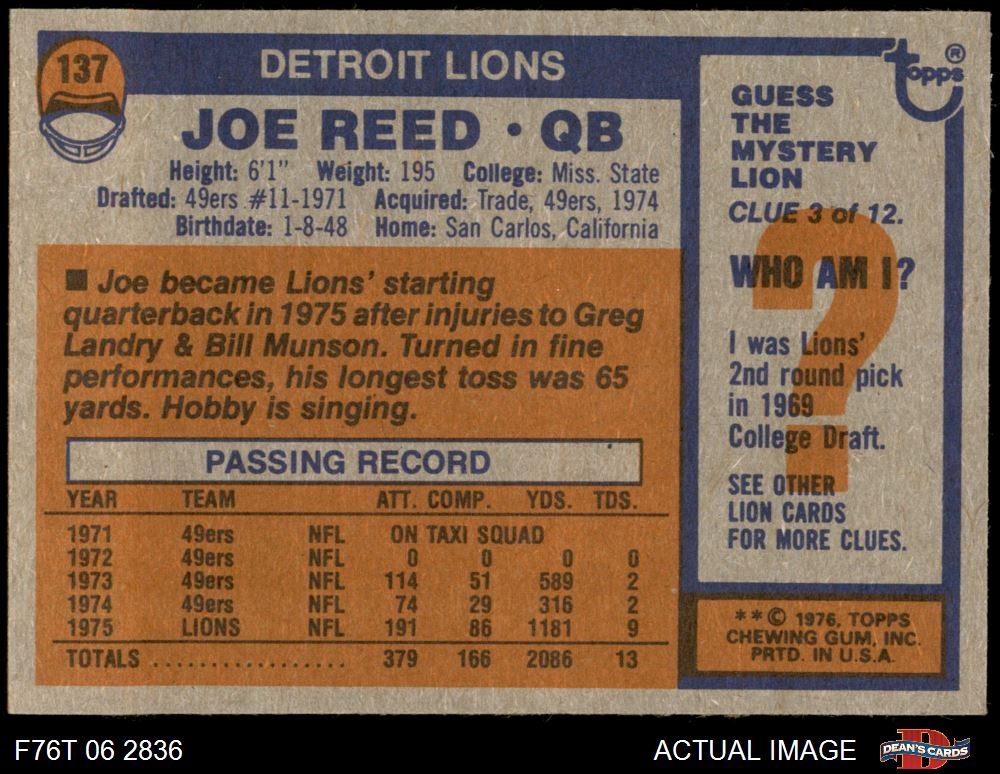 137
DETROIT LIONS
JOE REED • QB
Height: 6'1" Weight: 195 College: Miss. State
Drafted: 49ers #11-1971 Acquired: Trade, 49ers, 1974
Birthdate: 1-8-48 Home: San Carlos, California
■ Joe became Lions' starting
quarterback in 1975 after injuries to Greg
Landry & Bill Munson. Turned in fine
performances, his longest toss was 65
yards. Hobby is singing.
PASSING RECORD
YEAR TEAM ATT. COMP. YDS. TDS.
1971 49ers NFL ON TAXI SQUAD
1972 49ers NFL 0 0 0 0
1973 49ers NFL 114 51 589 2
1974 49ers NFL 74 29 316 2
1975 LIONS NFL 191 86 1181 9
TOTALS .................. 379 166 2086 13
Topps ®
GUESS
THE
MYSTERY
LION
CLUE 3 of 12.
WHO AM I?
I was Lions'
2nd round pick
in 1969
College Draft.
SEE OTHER
LION CARDS
FOR MORE CLUES.
**© 1976, TOPPS
CHEWING GUM, INC.
PRTD. IN U.S.A.
F76T 06 2836
ACTUAL IMAGE
DEAN'S CARDS